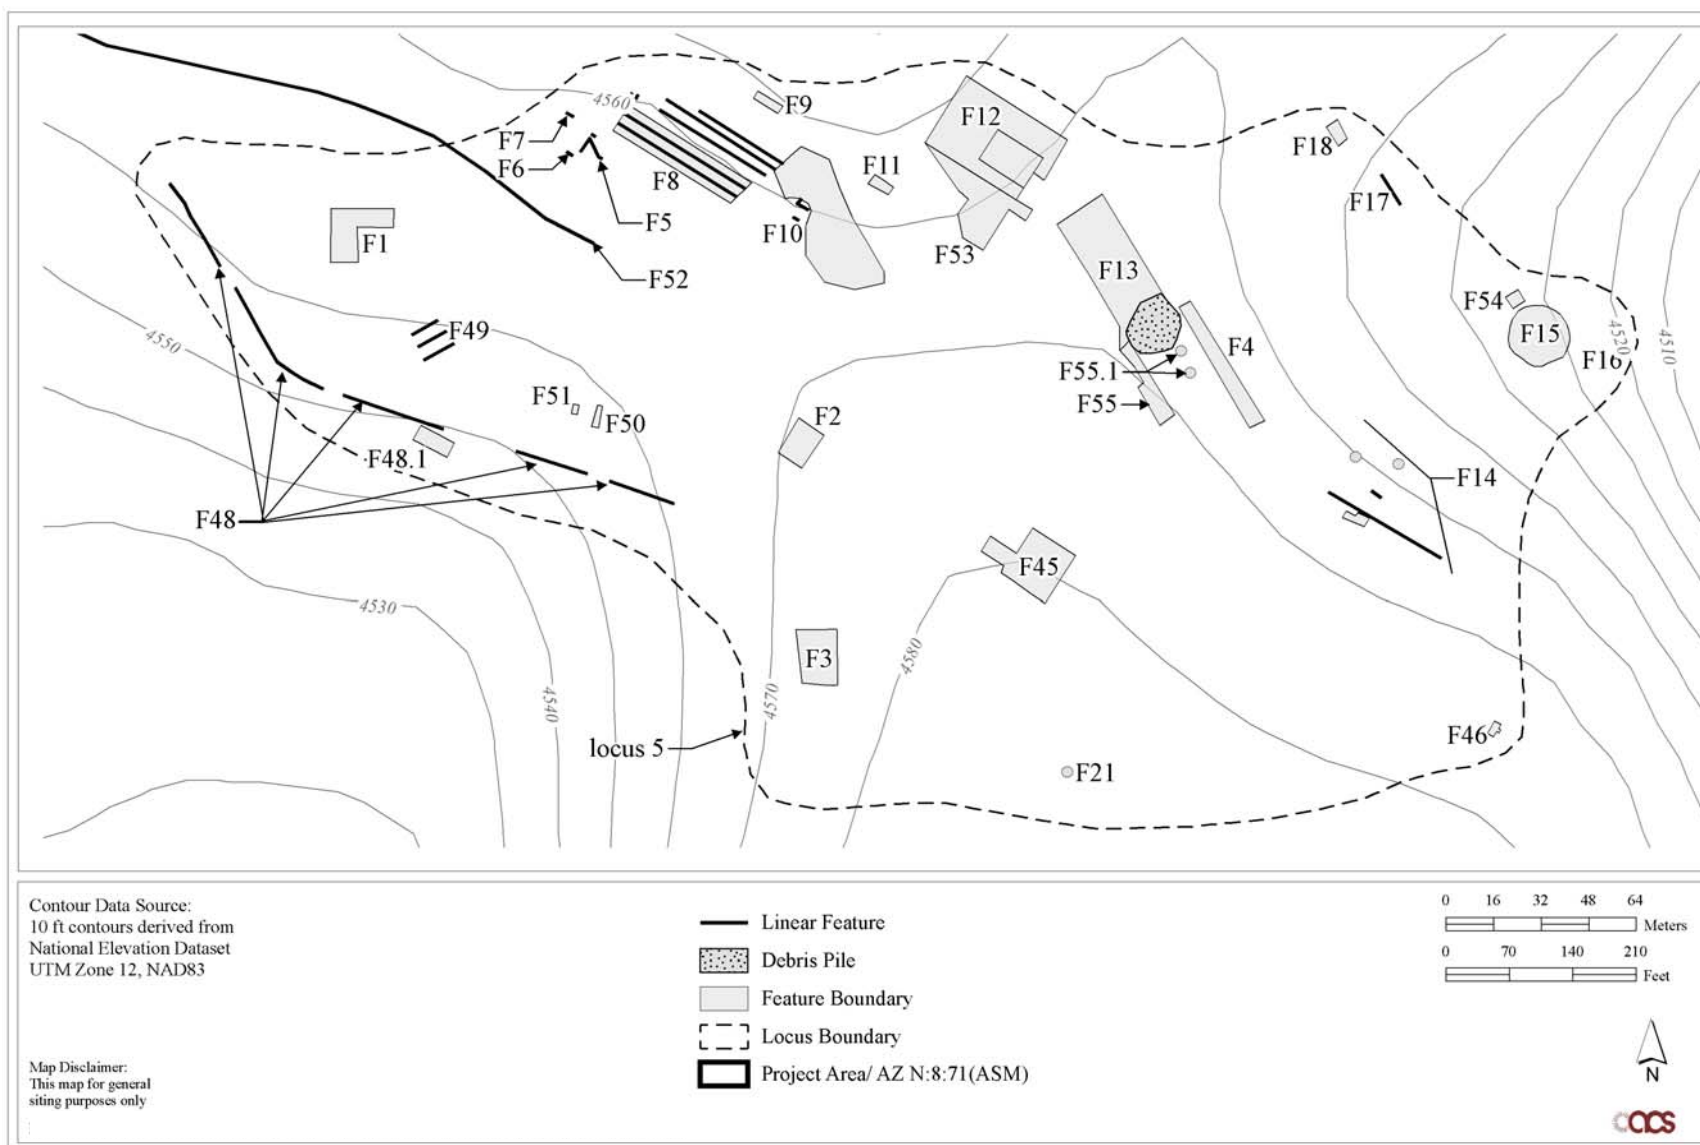 4560
F9
F12
F7
F6
F8
F11
F18
F17
F5
F10
F1
F53
F52
F13
F54
F15
F49
4550
F4
4520
4510
F16
F55.1
F55
F51
F50
F2
F48.1
F14
F48
F45
4530
F3
4580
4540
4570
locus 5
F46
F21
Contour Data Source:
10 ft contours derived from
National Elevation Dataset
UTM Zone 12, NAD83
Map Disclaimer:
This map for general
siting purposes only
Linear Feature
Debris Pile
Feature Boundary
Locus Boundary
Project Area/ AZ N:8:71(ASM)
0 16 32 48 64
Meters
0 70 140 210
Feet
N
acs